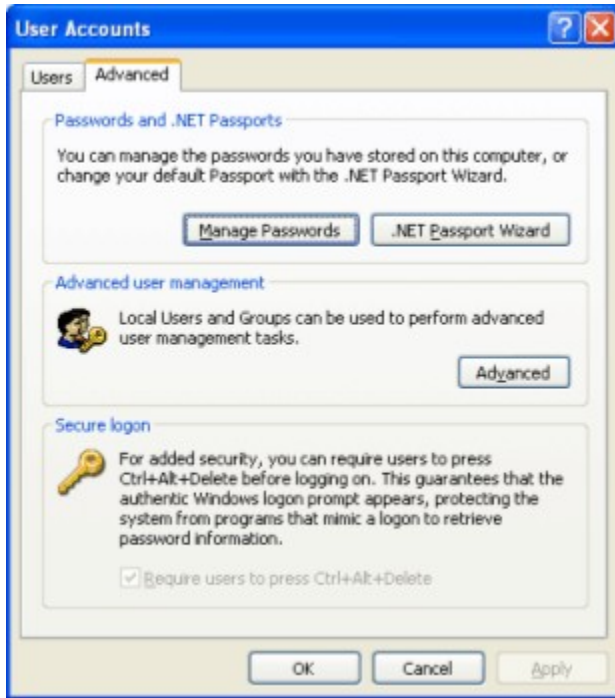 User Accounts
Users
Advanced
Passwords and .NET Passports
You can manage the passwords you have stored on this computer, or
change your default Passport with the .NET Passport Wizard.
Manage Passwords
.NET Passport Wizard
Advanced user management
Local Users and Groups can be used to perform advanced
user management tasks.
Advanced
Secure logon
For added security, you can require users to press
Ctrl+Alt+Delete before logging on. This guarantees that the
authentic Windows logon prompt appears, protecting the
system from programs that mimic a logon to retrieve
password information.
Require users to press Ctrl+Alt+Delete
OK
Cancel
Apply